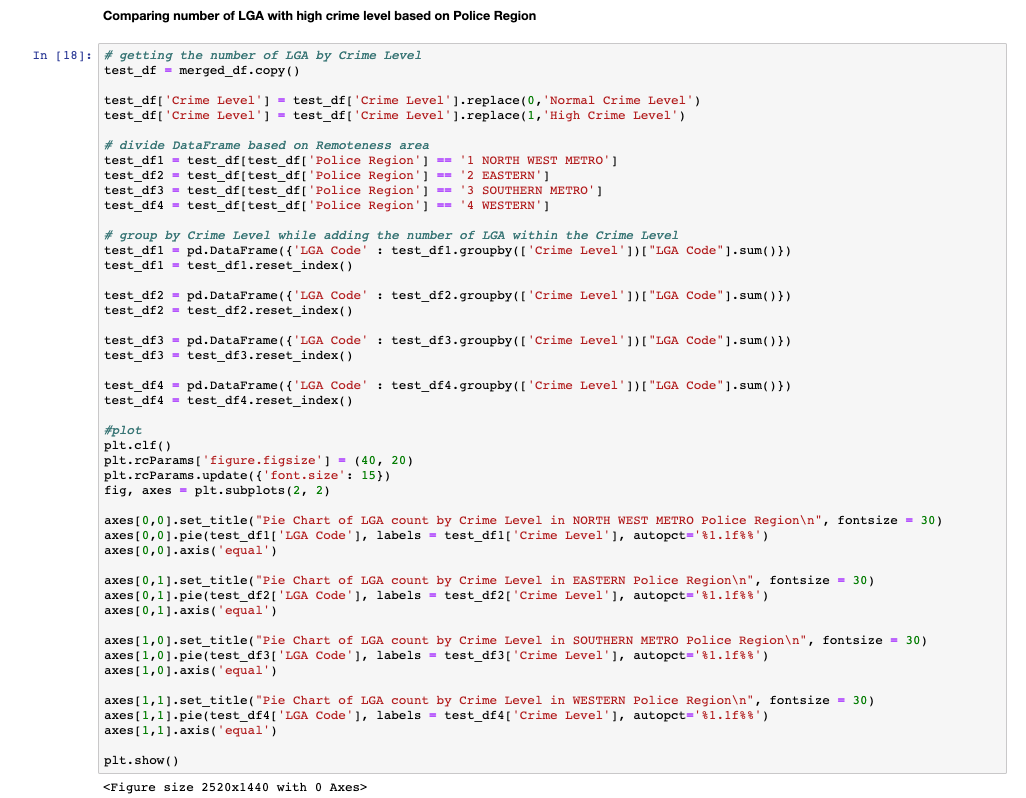 Comparing number of LGA with high crime level based on Police Region
In [18]:
# getting the number of LGA by Crime Level
test_df = merged_df.copy()
test_df['Crime Level'] = test_df['Crime Level'].replace(0,'Normal Crime Level')
test_df['Crime Level'] = test_df['Crime Level'].replace(1,'High Crime Level')
# divide DataFrame based on Remoteness area
test_df1 = test_df[test_df['Police Region'] == '1 NORTH WEST METRO']
test_df2 = test_df[test_df['Police Region'] == '2 EASTERN']
test_df3 = test_df[test_df['Police Region'] == '3 SOUTHERN METRO']
test_df4 = test_df[test_df['Police Region'] == '4 WESTERN']
# group by Crime Level while adding the number of LGA within the Crime Level
test_df1 = pd.DataFrame({'LGA Code' : test_df1.groupby(['Crime Level'])["LGA Code"].sum()})
test_df1 = test_df1.reset_index()
test_df2 = pd.DataFrame({'LGA Code' : test_df2.groupby(['Crime Level'])["LGA Code"].sum()})
test_df2 = test_df2.reset_index()
test_df3 = pd.DataFrame({'LGA Code' : test_df3.groupby(['Crime Level'])["LGA Code"].sum()})
test_df3 = test_df3.reset_index()
test_df4 = pd.DataFrame({'LGA Code' : test_df4.groupby(['Crime Level'])["LGA Code"].sum()})
test_df4 = test_df4.reset_index()
#plot
plt.clf()
plt.rcParams['figure.figsize'] = (40, 20)
plt.rcParams.update({'font.size': 15})
fig, axes = plt.subplots(2, 2)
axes[0,0].set_title("Pie Chart of LGA count by Crime Level in NORTH WEST METRO Police Region\n", fontsize = 30)
axes[0,0].pie(test_df1['LGA Code'], labels = test_df1['Crime Level'], autopct='%1.1f%%')
axes[0,0].axis('equal')
axes[0,1].set_title("Pie Chart of LGA count by Crime Level in EASTERN Police Region\n", fontsize = 30)
axes[0,1].pie(test_df2['LGA Code'], labels = test_df2['Crime Level'], autopct='%1.1f%%')
axes[0,1].axis('equal')
axes[1,0].set_title("Pie Chart of LGA count by Crime Level in SOUTHERN METRO Police Region\n", fontsize = 30)
axes[1,0].pie(test_df3['LGA Code'], labels = test_df3['Crime Level'], autopct='%1.1f%%')
axes[1,0].axis('equal')
axes[1,1].set_title("Pie Chart of LGA count by Crime Level in WESTERN Police Region\n", fontsize = 30)
axes[1,1].pie(test_df4['LGA Code'], labels = test_df4['Crime Level'], autopct='%1.1f%%')
axes[1,1].axis('equal')
plt.show()
<Figure size 2520x1440 with 0 Axes>